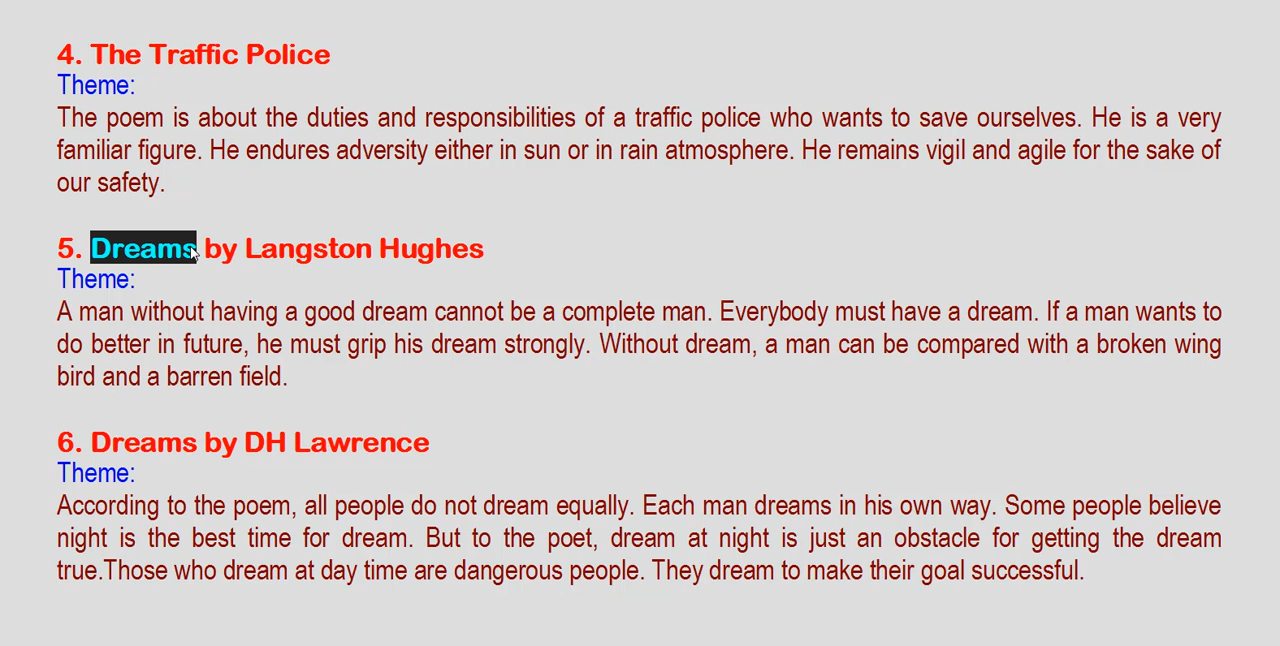 4. The Traffic Police
Theme:
The poem is about the duties and responsibilities of a traffic police who wants to save ourselves. He is a very
familiar figure. He endures adversity either in sun or in rain atmosphere. He remains vigil and agile for the sake of
our safety.
5. Dreams by Langston Hughes
Theme:
A man without having a good dream cannot be a complete man. Everybody must have a dream. If a man wants to
do better in future, he must grip his dream strongly. Without dream, a man can be compared with a broken wing
bird and a barren field.
6. Dreams by DH Lawrence
Theme:
According to the poem, all people do not dream equally. Each man dreams in his own way. Some people believe
night is the best time for dream. But to the poet, dream at night is just an obstacle for getting the dream
true.Those who dream at day time are dangerous people. They dream to make their goal successful.